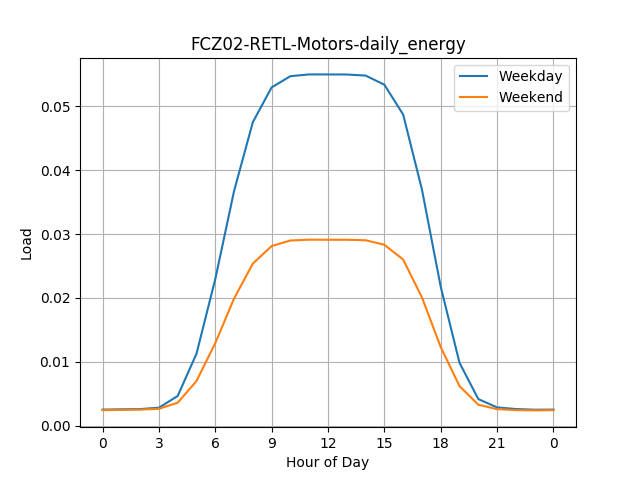 FCZ02-RETL-Motors-daily_energy
Weekday
Weekend
0.05
0.04
0.03
0.02
0.01
0.00
Load
0 3 6 9 12 15 18 21 0
Hour of Day